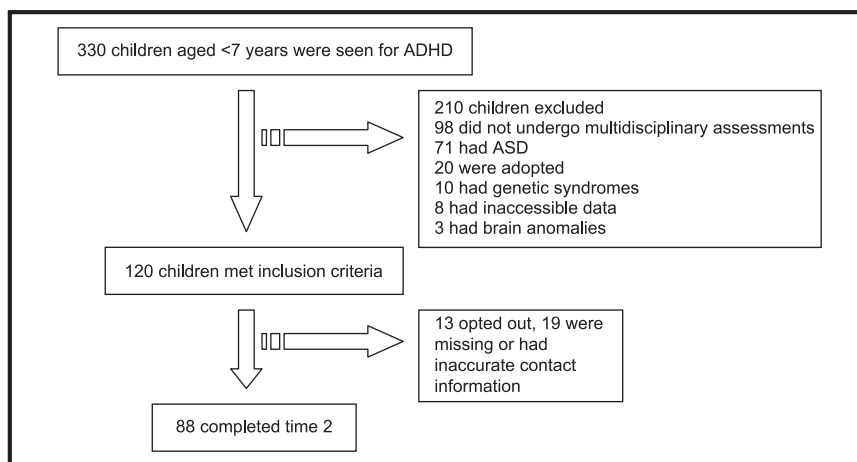 330 children aged <7 years were seen for ADHD
210 children excluded
98 did not undergo multidisciplinary assessments
71 had ASD
20 were adopted
10 had genetic syndromes
8 had inaccessible data
3 had brain anomalies
120 children met inclusion criteria
13 opted out, 19 were
missing or had
inaccurate contact
information
88 completed time 2